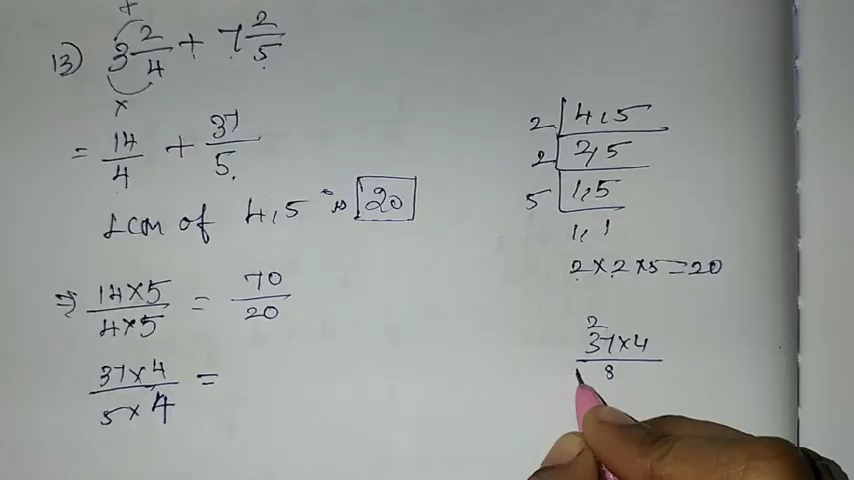 13) 3 2/4 + 7 2/5
+
×
= 14/4 + 37/5
LCM of 4,5 is 20
⇒ 14×5/4×5 = 70/20
37×4/5×4 =
2 | 4,5
2 | 2,5
5 | 1,5
1,1
2×2×5=20
2
37×4
8